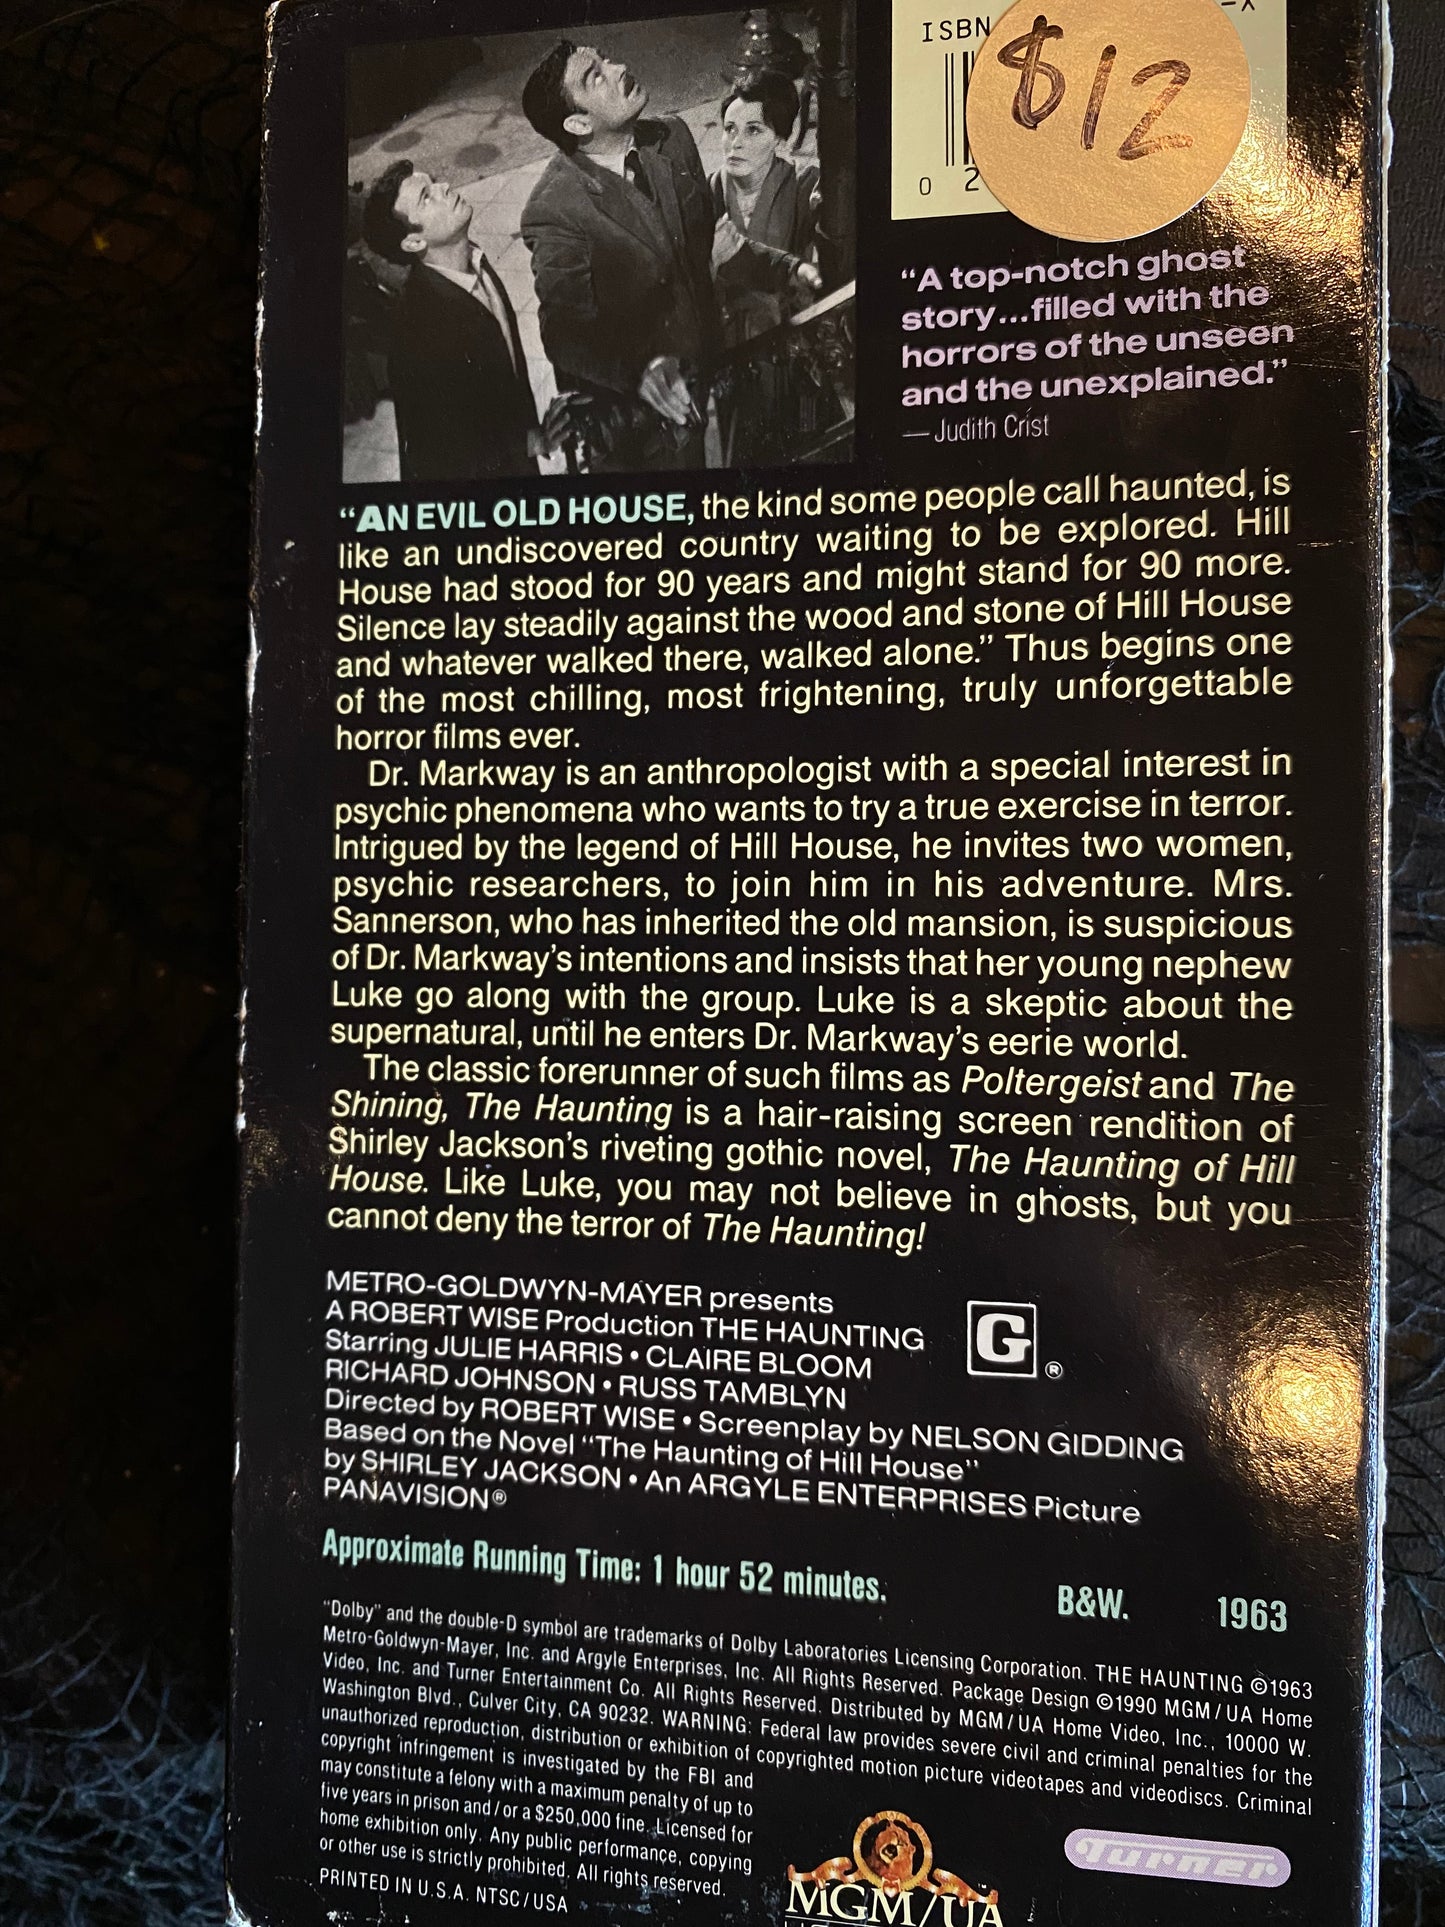 ISBN
-X
$12
0 2
“A top-notch ghost
story...filled with the
horrors of the unseen
and the unexplained.”
—Judith Crist
“AN EVIL OLD HOUSE, the kind some people call haunted, is
like an undiscovered country waiting to be explored. Hill
House had stood for 90 years and might stand for 90 more.
Silence lay steadily against the wood and stone of Hill House
and whatever walked there, walked alone.” Thus begins one
of the most chilling, most frightening, truly unforgettable
horror films ever.
Dr. Markway is an anthropologist with a special interest in
psychic phenomena who wants to try a true exercise in terror.
Intrigued by the legend of Hill House, he invites two women,
psychic researchers, to join him in his adventure. Mrs.
Sannerson, who has inherited the old mansion, is suspicious
of Dr. Markway’s intentions and insists that her young nephew
Luke go along with the group. Luke is a skeptic about the
supernatural, until he enters Dr. Markway’s eerie world.
The classic forerunner of such films as Poltergeist and The
Shining, The Haunting is a hair-raising screen rendition of
Shirley Jackson’s riveting gothic novel, The Haunting of Hill
House. Like Luke, you may not believe in ghosts, but you
cannot deny the terror of The Haunting!
METRO-GOLDWYN-MAYER presents
A ROBERT WISE Production THE HAUNTING
Starring JULIE HARRIS • CLAIRE BLOOM
RICHARD JOHNSON • RUSS TAMBLYN
Directed by ROBERT WISE • Screenplay by NELSON GIDDING
Based on the Novel “The Haunting of Hill House”
by SHIRLEY JACKSON • An ARGYLE ENTERPRISES Picture
PANAVISION®
G ®
Approximate Running Time: 1 hour 52 minutes. B&W. 1963
“Dolby” and the double-D symbol are trademarks of Dolby Laboratories Licensing Corporation. THE HAUNTING ©1963
Metro-Goldwyn-Mayer, Inc. and Argyle Enterprises, Inc. All Rights Reserved. Package Design ©1990 MGM/UA Home
Video, Inc. and Turner Entertainment Co. All Rights Reserved. Distributed by MGM/UA Home Video, Inc., 10000 W.
Washington Blvd., Culver City, CA 90232. WARNING: Federal law provides severe civil and criminal penalties for the
unauthorized reproduction, distribution or exhibition of copyrighted motion picture videotapes and videodiscs. Criminal
copyright infringement is investigated by the FBI and
may constitute a felony with a maximum penalty of up to
five years in prison and/or a $250,000 fine. Licensed for
home exhibition only. Any public performance, copying
or other use is strictly prohibited. All rights reserved.
PRINTED IN U.S.A. NTSC/USA
MGM/UA
Turner